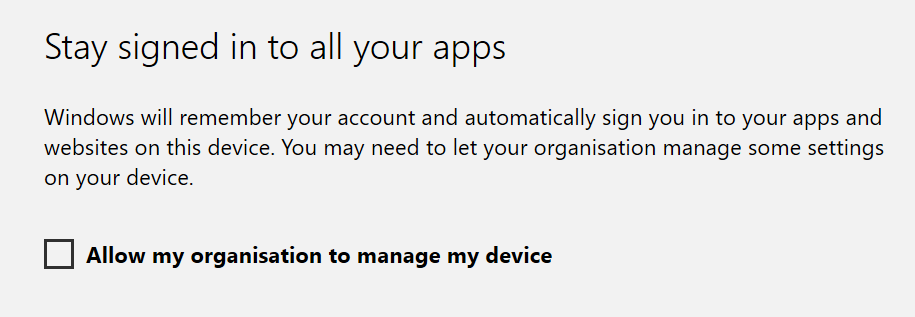 Stay signed in to all your apps
Windows will remember your account and automatically sign you in to your apps and
websites on this device. You may need to let your organisation manage some settings
on your device.
Allow my organisation to manage my device